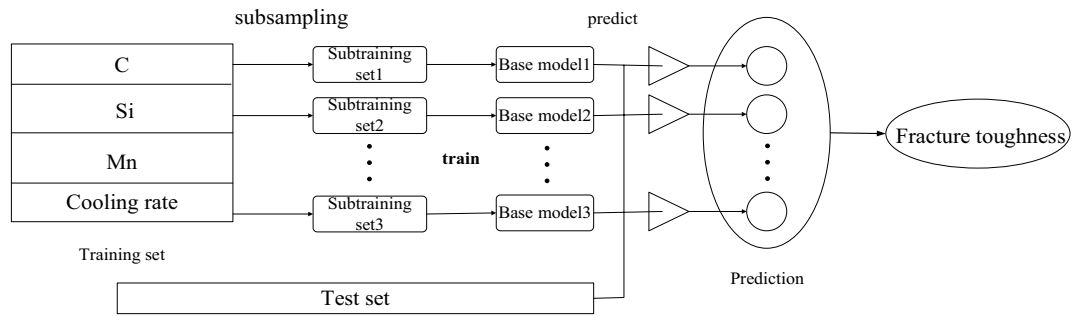 subsampling
predict
C
Si
Mn
Cooling rate
Subtraining
set1
Base model1
Subtraining
set2
Base model2
train
Subtraining
set3
Base model3
Fracture toughness
Training set
Prediction
Test set